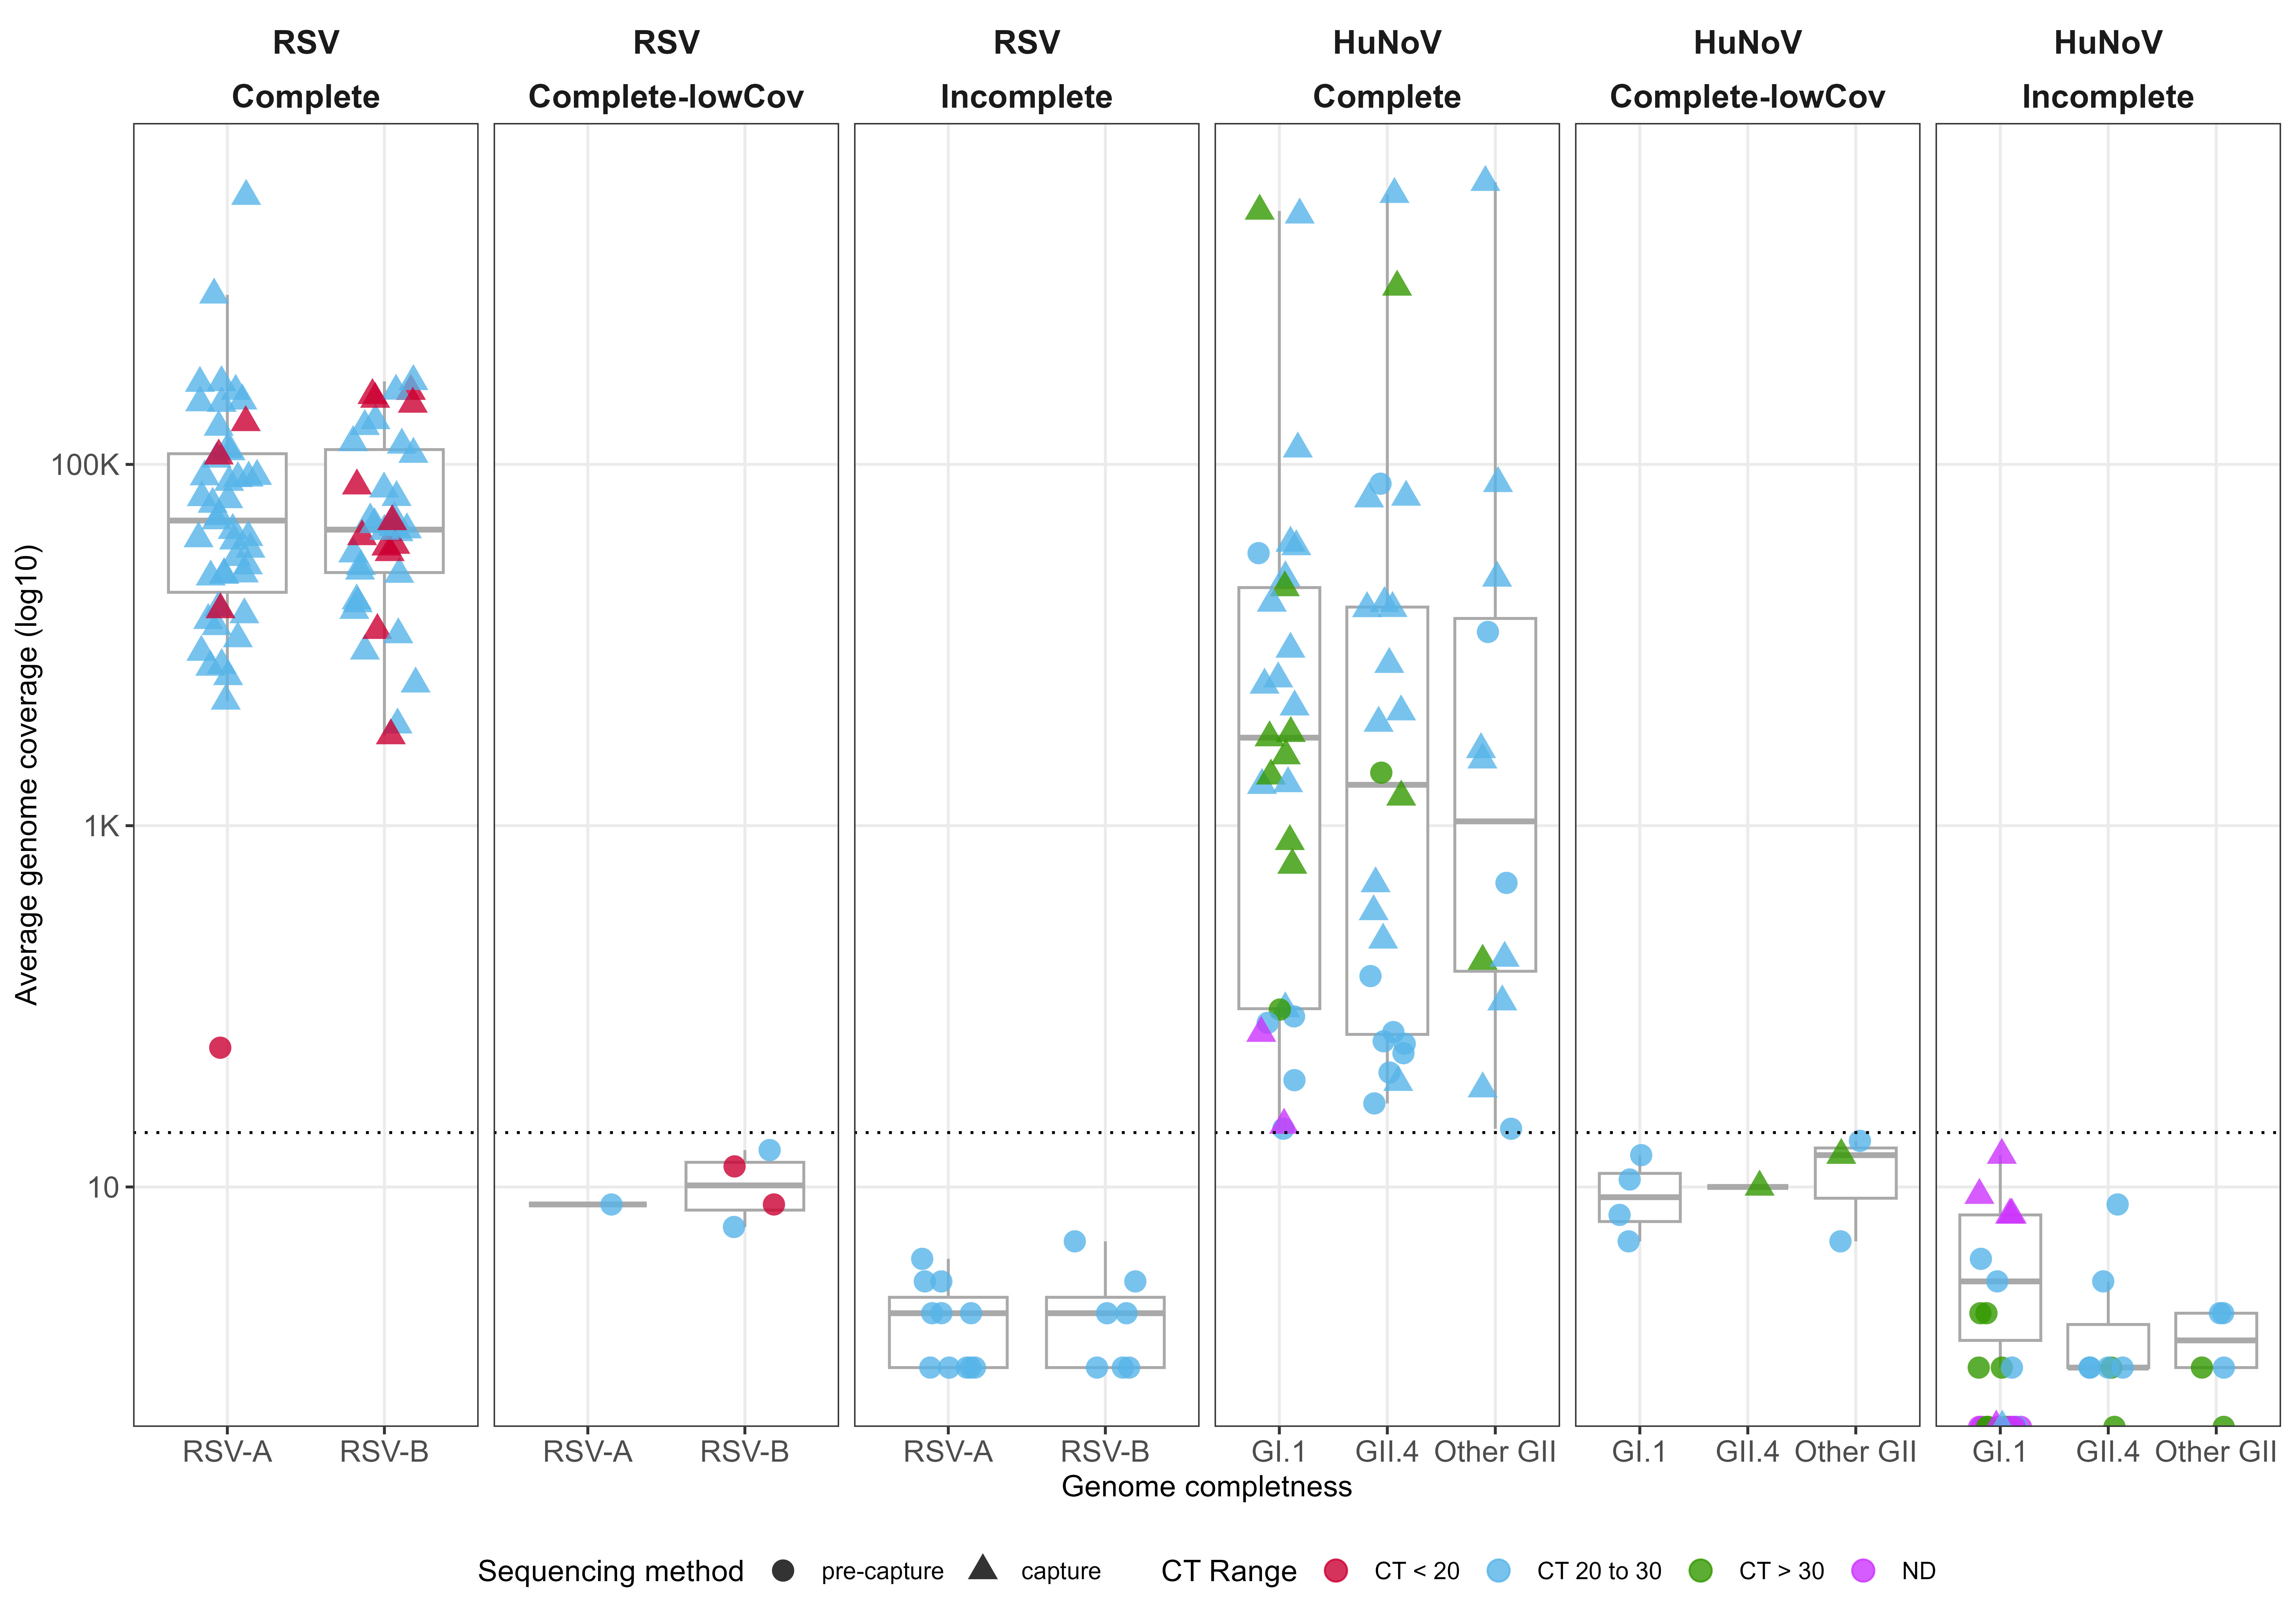 RSV RSV RSV HuNoV HuNoV HuNoV
Complete Complete-lowCov Incomplete Complete Complete-lowCov Incomplete
Average genome coverage (log10)
100K
1K
10
RSV-A RSV-B RSV-A RSV-B RSV-A RSV-B GI.1 GII.4 Other GII GI.1 GII.4 Other GII GI.1 GII.4 Other GII
Genome completness
Sequencing method pre-capture capture CT Range CT < 20 CT 20 to 30 CT > 30 ND